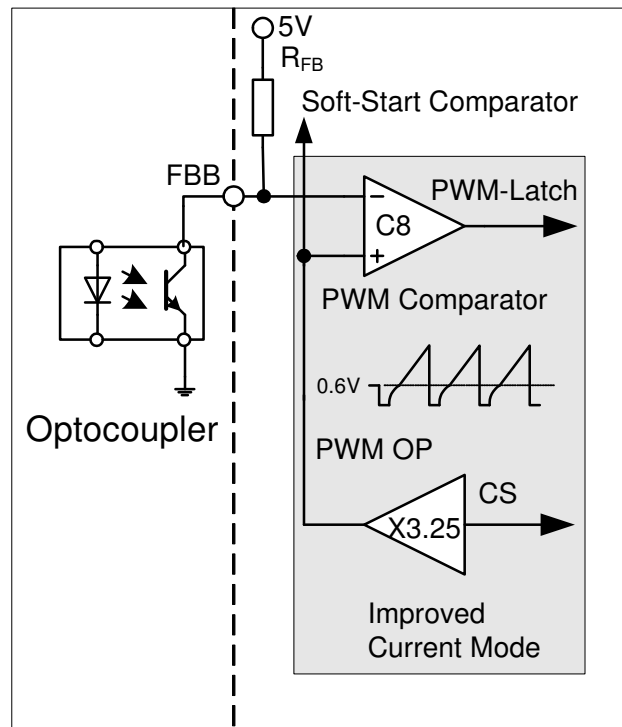 5V
RFB
Soft-Start Comparator
FBB
PWM-Latch
−
C8
+
PWM Comparator
0.6V
Optocoupler
PWM OP
CS
X3.25
Improved
Current Mode